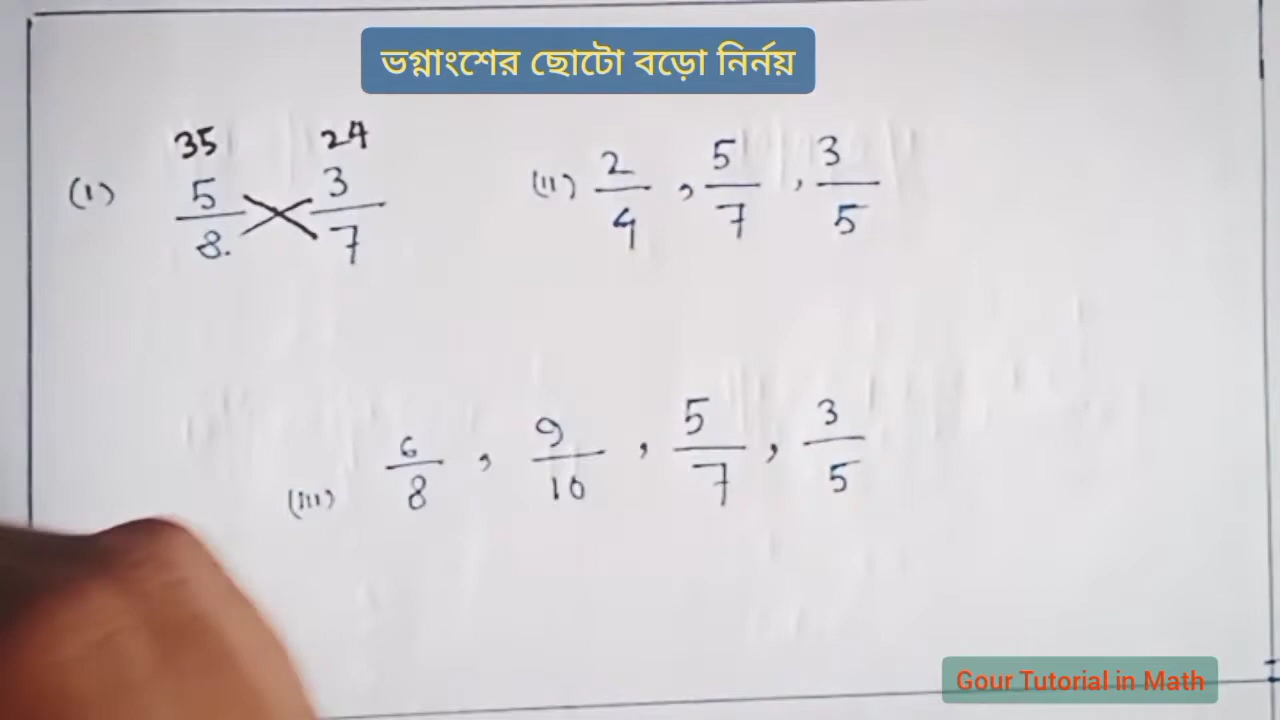 ভগ্নাংশের ছোটো বড়ো নির্নয়
35 24
(I) 5/8. 3/7
(II) 2/4 , 5/7 , 3/5
(III) 6/8 , 9/10 , 5/7 , 3/5
Gour Tutorial in Math